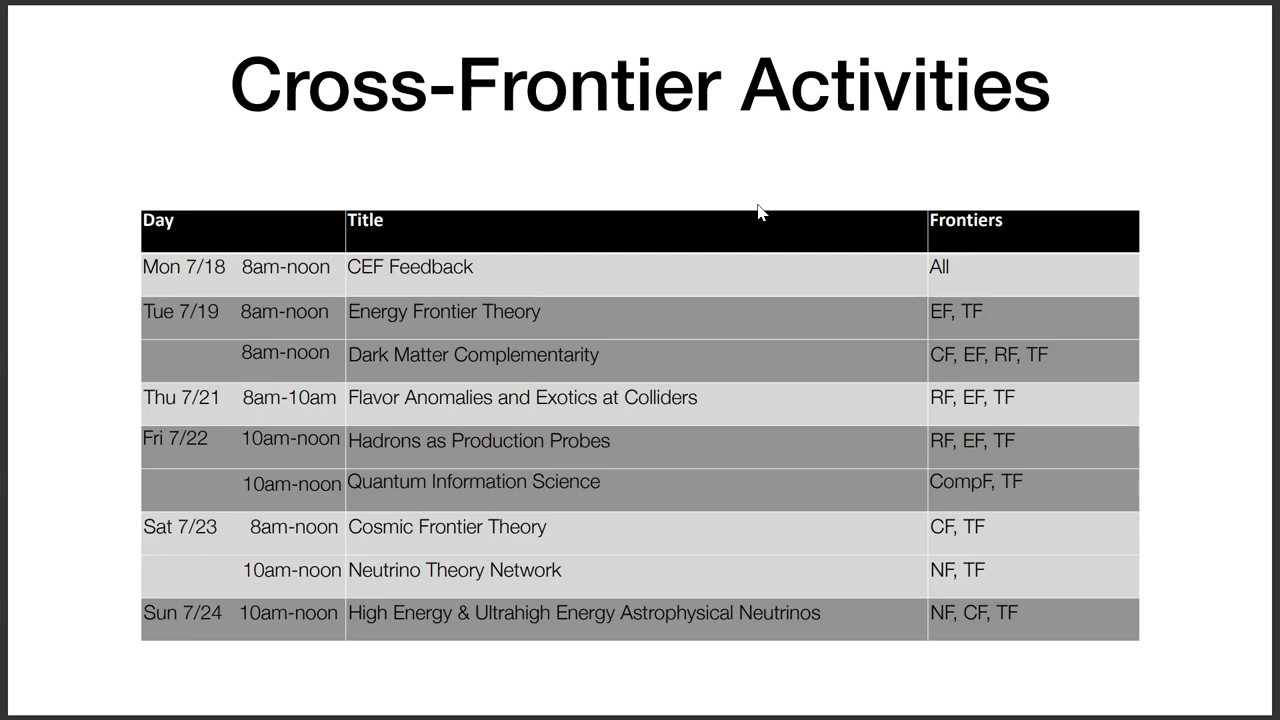 Cross-Frontier Activities
Day Title Frontiers
Mon 7/18 8am-noon CEF Feedback All
Tue 7/19 8am-noon Energy Frontier Theory EF, TF
8am-noon Dark Matter Complementarity CF, EF, RF, TF
Thu 7/21 8am-10am Flavor Anomalies and Exotics at Colliders RF, EF, TF
Fri 7/22 10am-noon Hadrons as Production Probes RF, EF, TF
10am-noon Quantum Information Science CompF, TF
Sat 7/23 8am-noon Cosmic Frontier Theory CF, TF
10am-noon Neutrino Theory Network NF, TF
Sun 7/24 10am-noon High Energy & Ultrahigh Energy Astrophysical Neutrinos NF, CF, TF